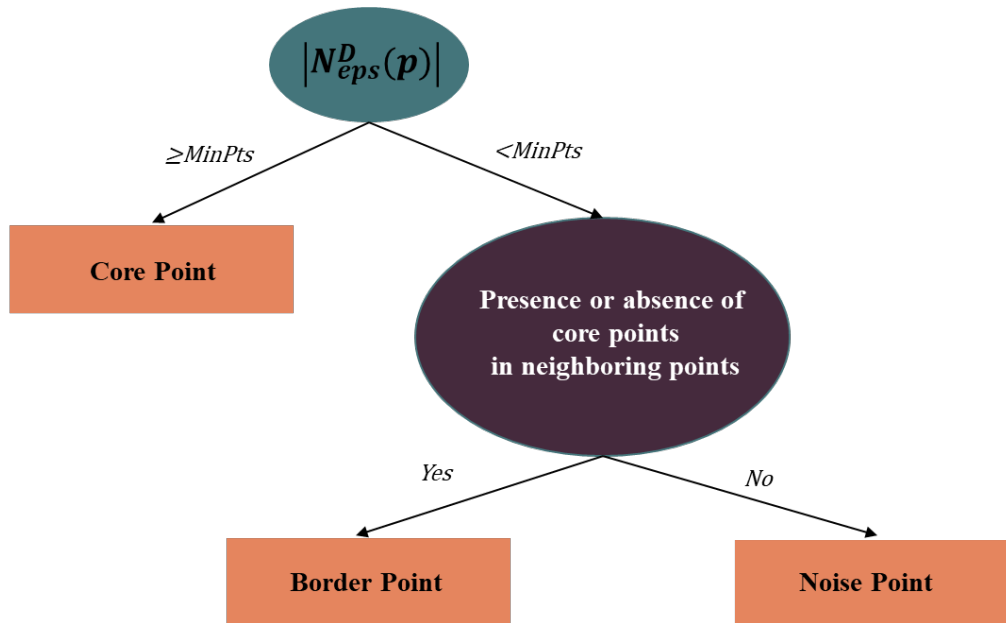 |N^D_eps(p)|
≥MinPts
<MinPts
Core Point
Presence or absence of
core points
in neighboring points
Yes
No
Border Point
Noise Point